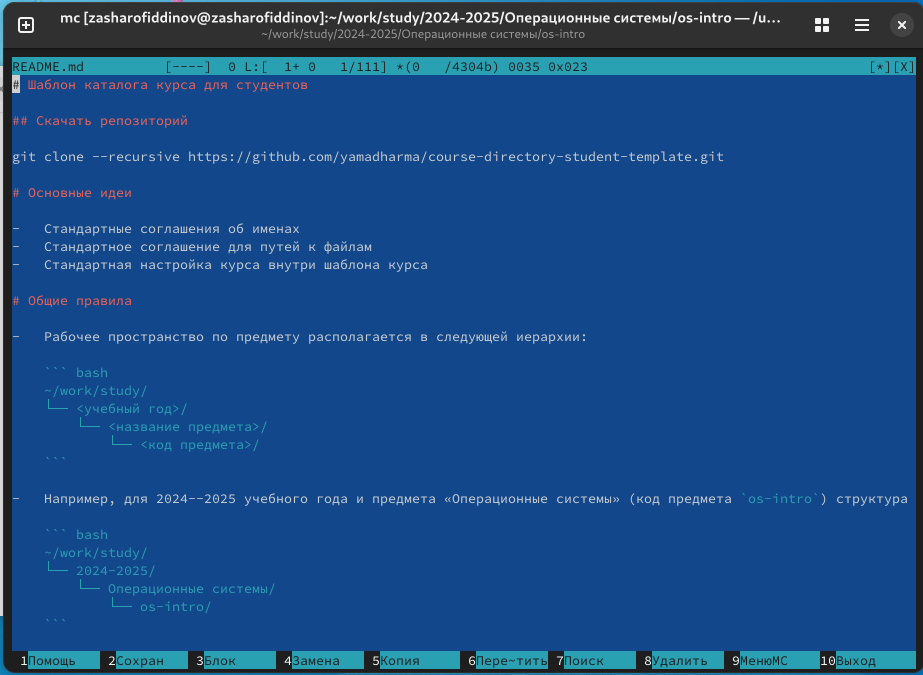 mc [zasharofiddinov@zasharofiddinov]:~/work/study/2024-2025/Операционные системы/os-intro — /u...
~/work/study/2024-2025/Операционные системы/os-intro
README.md [----] 0 L:[ 1+ 0 1/111] *(0 /4304b) 0035 0x023 [*][X]
# Шаблон каталога курса для студентов
## Скачать репозиторий
git clone --recursive https://github.com/yamadharma/course-directory-student-template.git
# Основные идеи
- Стандартные соглашения об именах
- Стандартное соглашение для путей к файлам
- Стандартная настройка курса внутри шаблона курса
# Общие правила
- Рабочее пространство по предмету располагается в следующей иерархии:
``` bash
~/work/study/
└── <учебный год>/
└── <название предмета>/
└── <код предмета>/
```
- Например, для 2024--2025 учебного года и предмета «Операционные системы» (код предмета `os-intro`) структура
``` bash
~/work/study/
└── 2024-2025/
└── Операционные системы/
└── os-intro/
```
1Помощь 2Сохран 3Блок 4Замена 5Копия 6Пере~тить 7Поиск 8Удалить 9МенюMC 10Выход